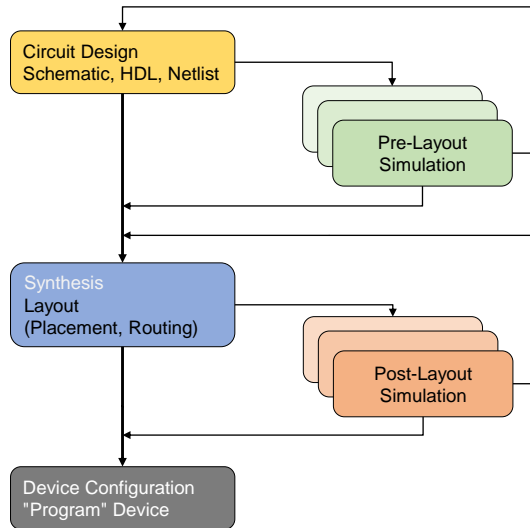 Circuit Design
Schematic, HDL, Netlist
Pre-Layout
Simulation
Synthesis
Layout
(Placement, Routing)
Post-Layout
Simulation
Device Configuration
"Program" Device